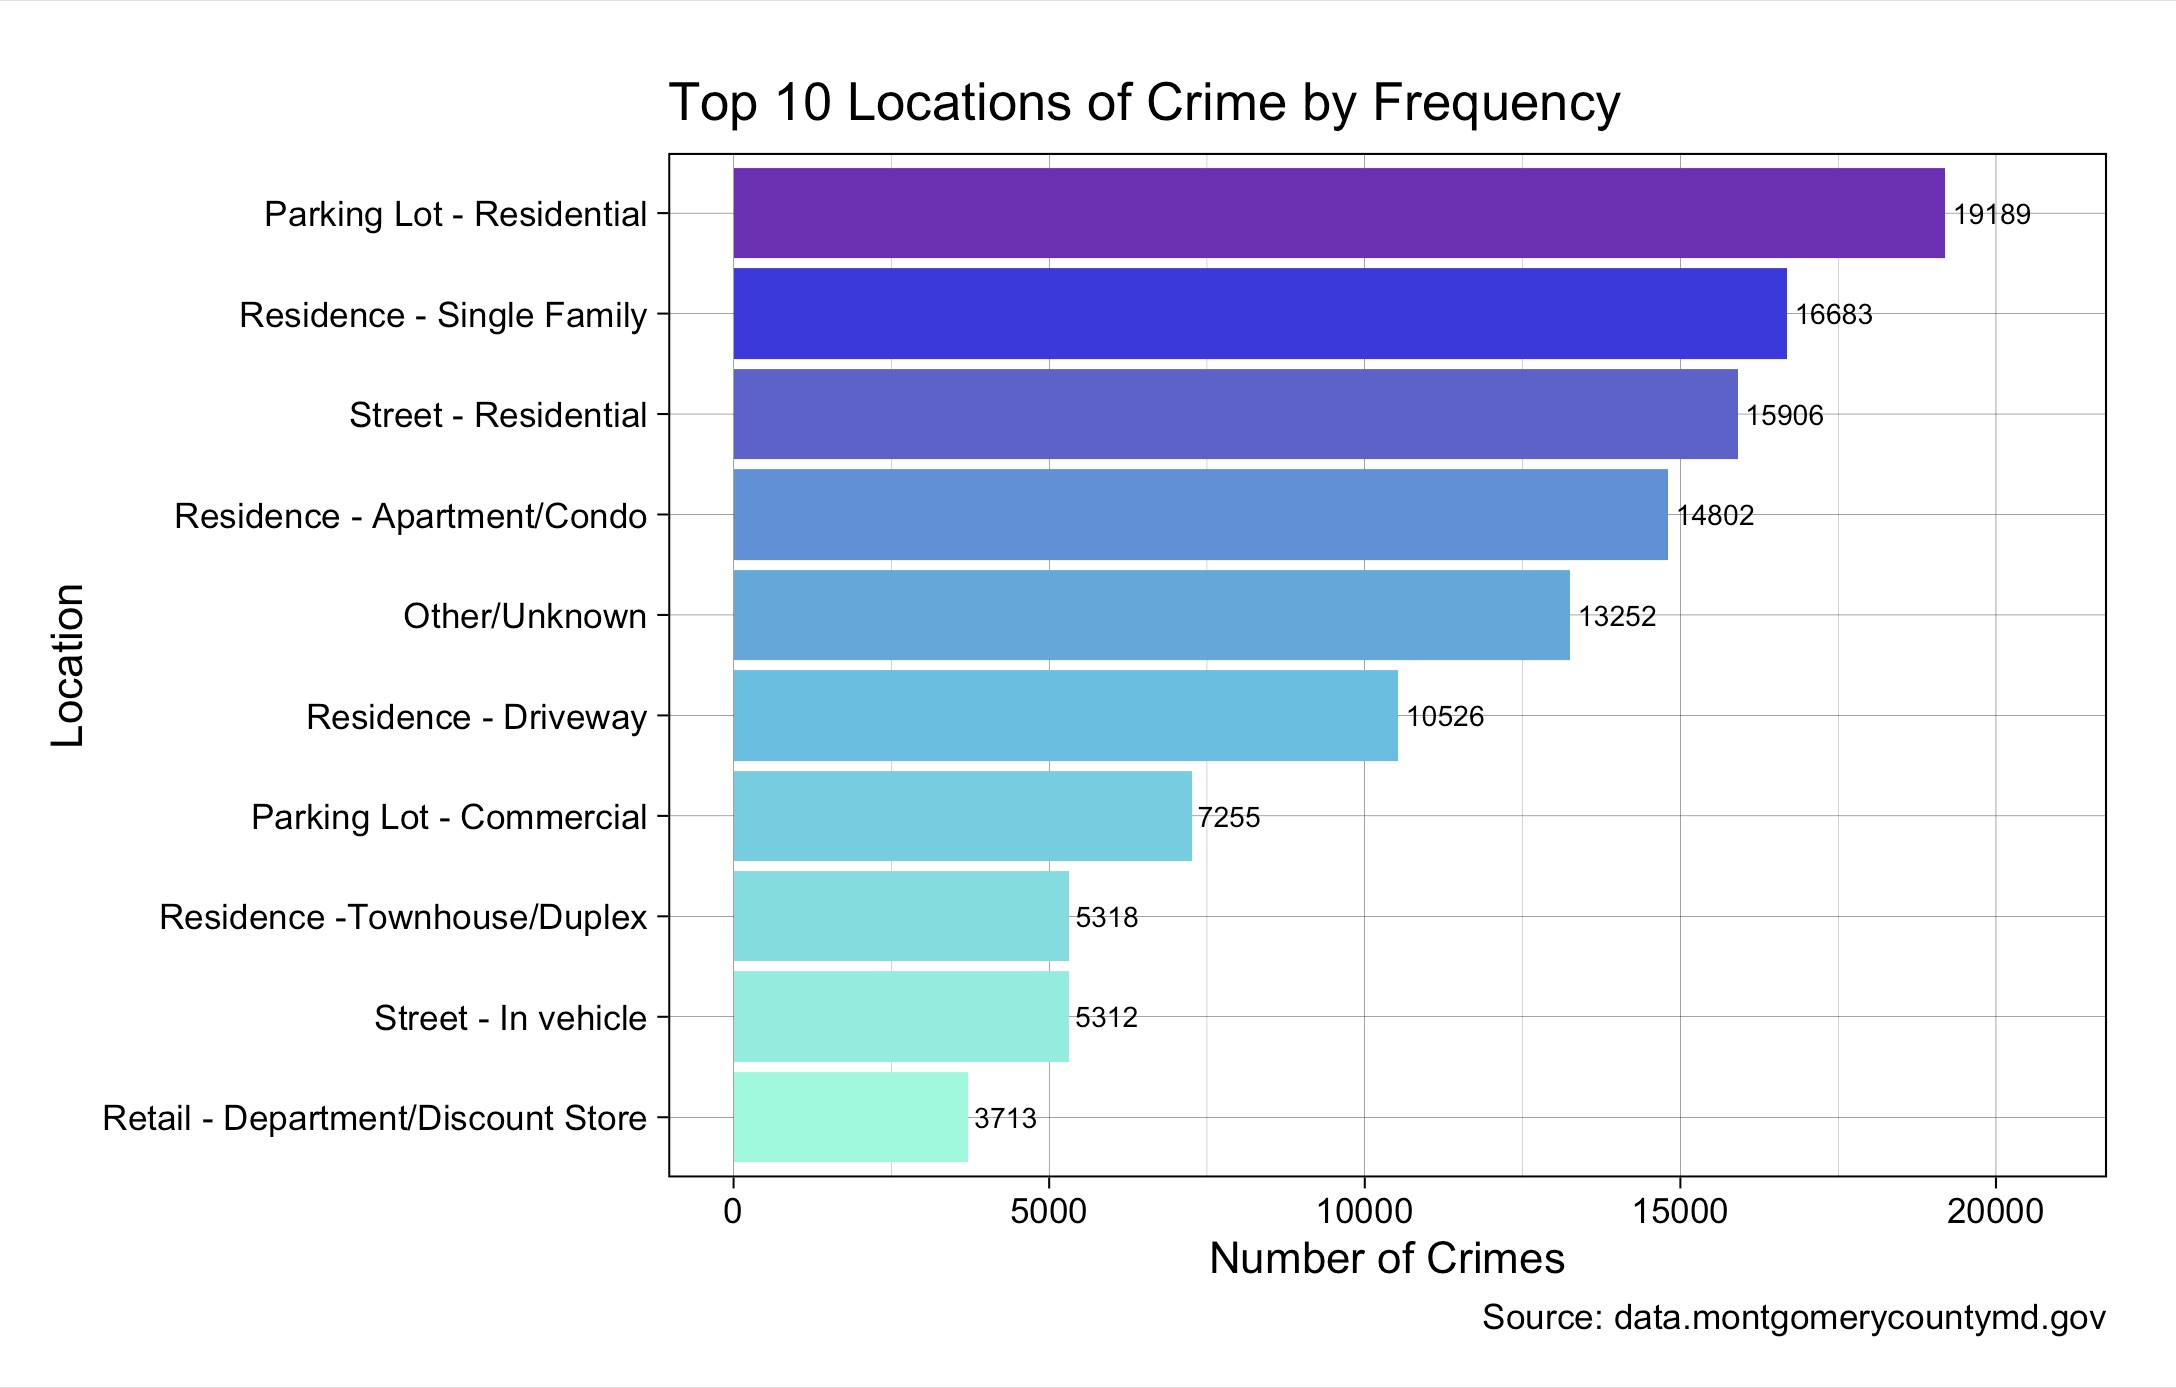 Top 10 Locations of Crime by Frequency
Parking Lot - Residential
19189
Residence - Single Family
16683
Street - Residential
15906
Residence - Apartment/Condo
14802
Other/Unknown
13252
Residence - Driveway
10526
Parking Lot - Commercial
7255
Residence -Townhouse/Duplex
5318
Street - In vehicle
5312
Retail - Department/Discount Store
3713
Location
0 5000 10000 15000 20000
Number of Crimes
Source: data.montgomerycountymd.gov